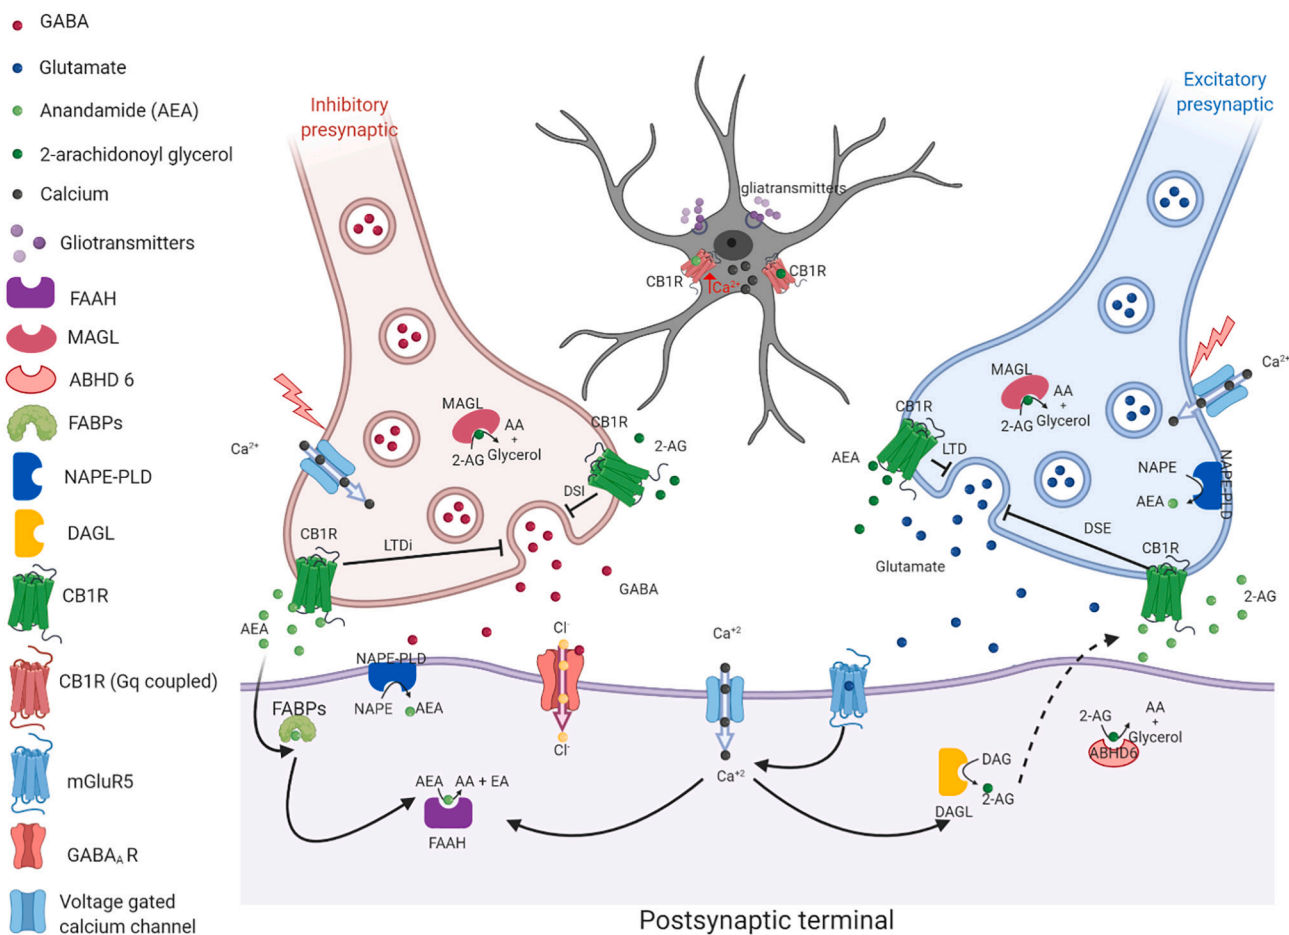 GABA
Glutamate
Anandamide (AEA)
2-arachidonoyl glycerol
Calcium
Gliotransmitters
FAAH
MAGL
ABHD 6
FABPs
NAPE-PLD
DAGL
CB1R
CB1R (Gq coupled)
mGluR5
GABAA R
Voltage gated
calcium channel
Inhibitory
presynaptic
Ca2+
MAGL
AA
+
Glycerol
2-AG
CB1R
2-AG
DSI
CB1R
LTDi
GABA
AEA
gliatransmitters
CB1R
Ca2+
CB1R
Excitatory
presynaptic
Ca2+
MAGL
AA
+
Glycerol
2-AG
CB1R
AEA
LTD
NAPE
AEA
NAPE-PLD
DSE
CB1R
2-AG
Glutamate
NAPE-PLD
NAPE
AEA
FABPs
Cl-
Cl-
Ca+2
Ca+2
AEA
AA + EA
FAAH
DAG
2-AG
DAGL
2-AG
AA
+
Glycerol
ABHD6
Postsynaptic terminal